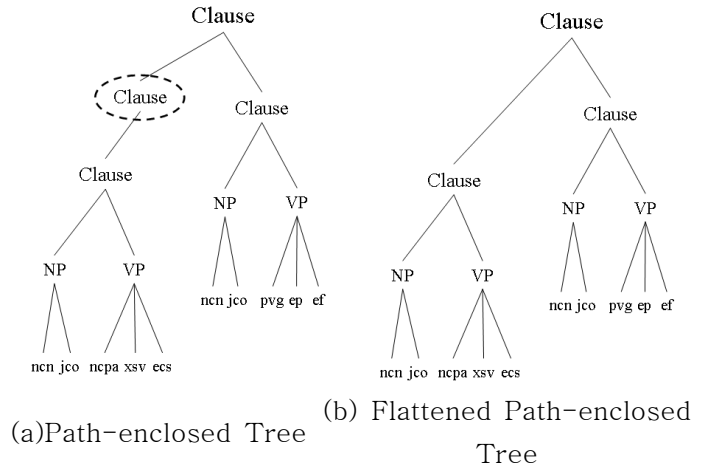 Clause
Clause
Clause
Clause
NP VP
NP VP
ncn jco pvg ep ef
ncn jco ncpa xsv ecs
(a)Path-enclosed Tree
Clause
Clause
Clause
NP VP
NP VP
ncn jco pvg ep ef
ncn jco ncpa xsv ecs
(b) Flattened Path-enclosed
Tree